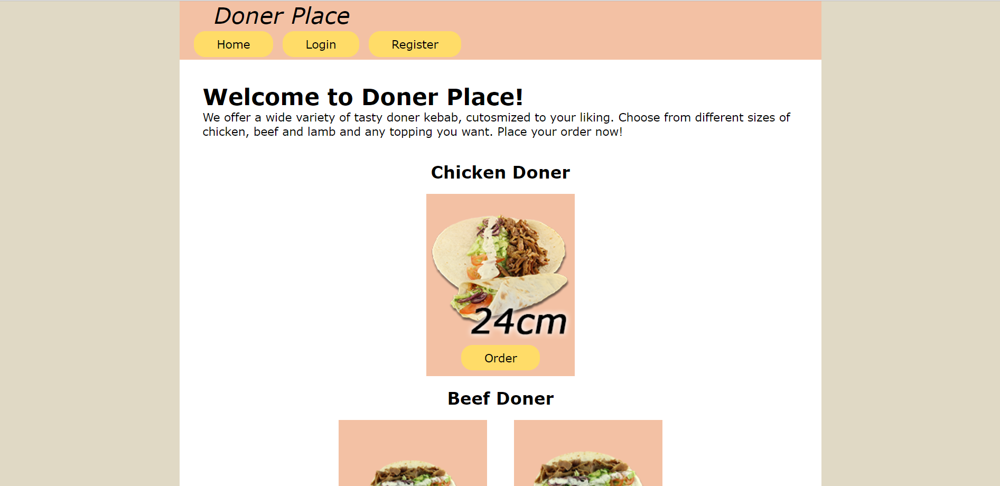 Doner Place
Home Login Register
Welcome to Doner Place!
We offer a wide variety of tasty doner kebab, cutosmized to your liking. Choose from different sizes of
chicken, beef and lamb and any topping you want. Place your order now!
Chicken Doner
24cm
Order
Beef Doner